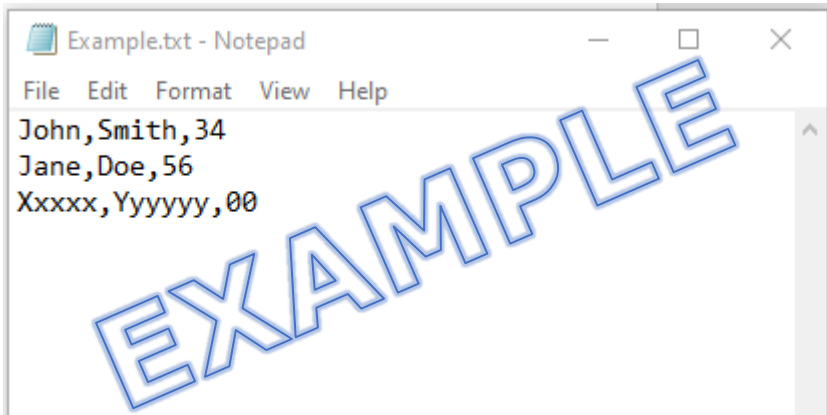 Example.txt - Notepad
File Edit Format View Help
John,Smith,34
Jane,Doe,56
Xxxxx,Yyyyyy,00
EXAMPLE